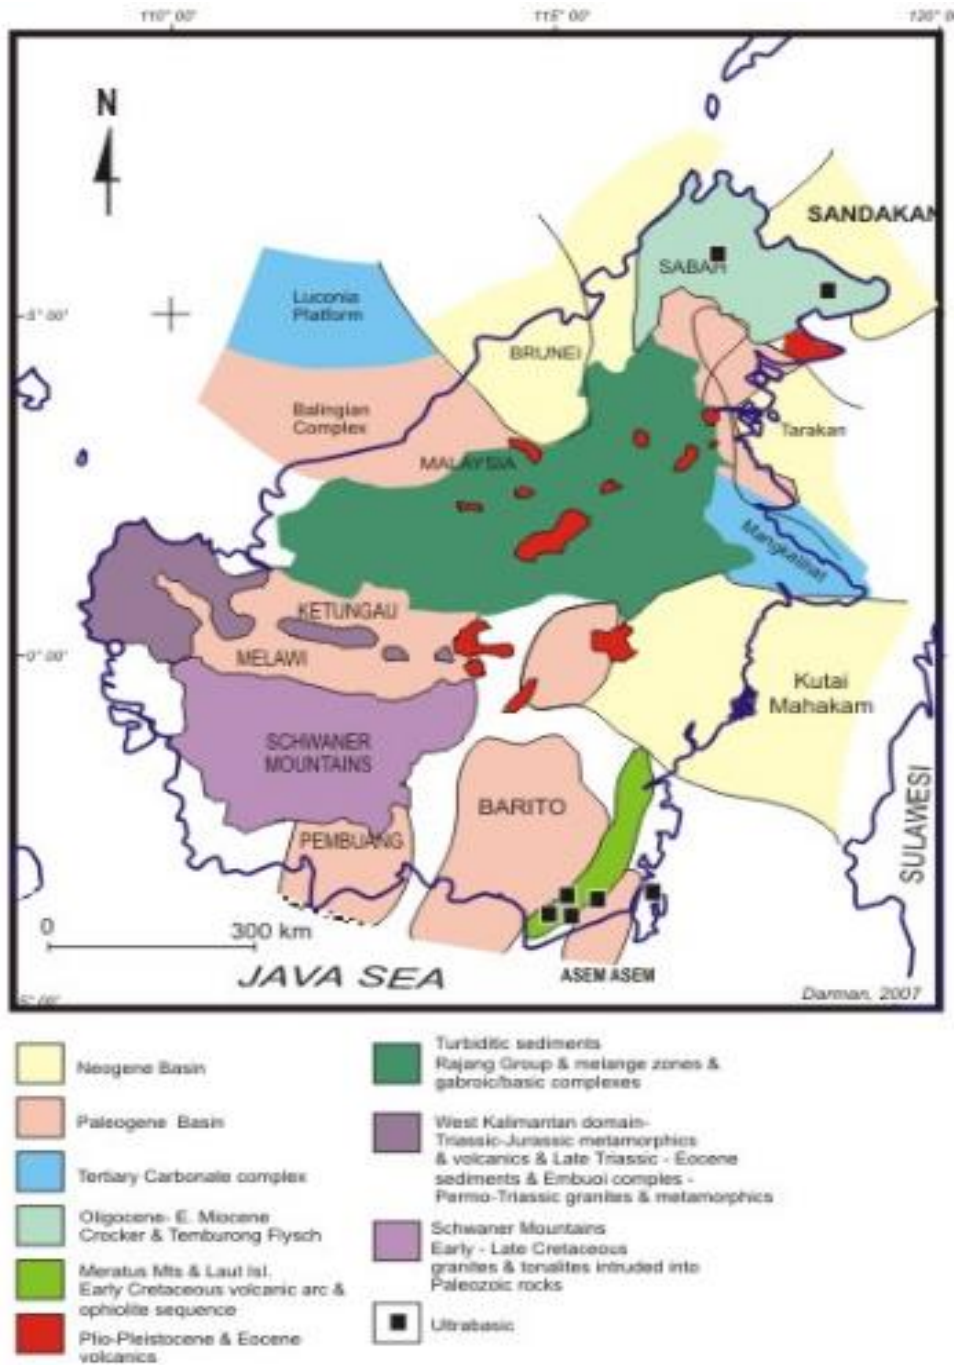 110° 00'
115° 00'
120° 0
N
SANDAKAN
SABAH
Luconia
Platform
5° 00'
BRUNEI
Balingian
Complex
Tarakan
MALAYSIA
Mangkalihat
KETUNGAU
0° 00'
MELAWI
Kutai
Mahakam
SCHWANER
MOUNTAINS
BARITO
SULAWESI
PEMBUANG
0
300 km
JAVA SEA
ASEM ASEM
Darman, 2007
5° 00'
Neogene Basin
Paleogene Basin
Tertiary Carbonate complex
Oligocene- E. Miocene
Crocker & Temburong Flysch
Meratus Mts & Laut Isl.
Early Cretaceous volcanic arc &
ophiolite sequence
Plio-Pleistocene & Eocene
volcanics
Turbiditic sediments
Rajang Group & melange zones &
gabroic/basic complexes
West Kalimantan domain-
Triassic-Jurassic metamorphics
& volcanics & Late Triassic - Eocene
sediments & Embuoi comples -
Permo-Triassic granites & metamorphics
Schwaner Mountains
Early - Late Cretaceous
granites & tonalites intruded into
Paleozoic rocks
Ultrabasic